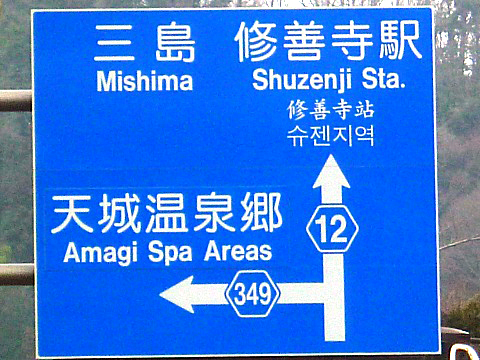 三島 修善寺駅
Mishima Shuzenji Sta.
修善寺站
슈젠지역
12
天城温泉郷
Amagi Spa Areas
349